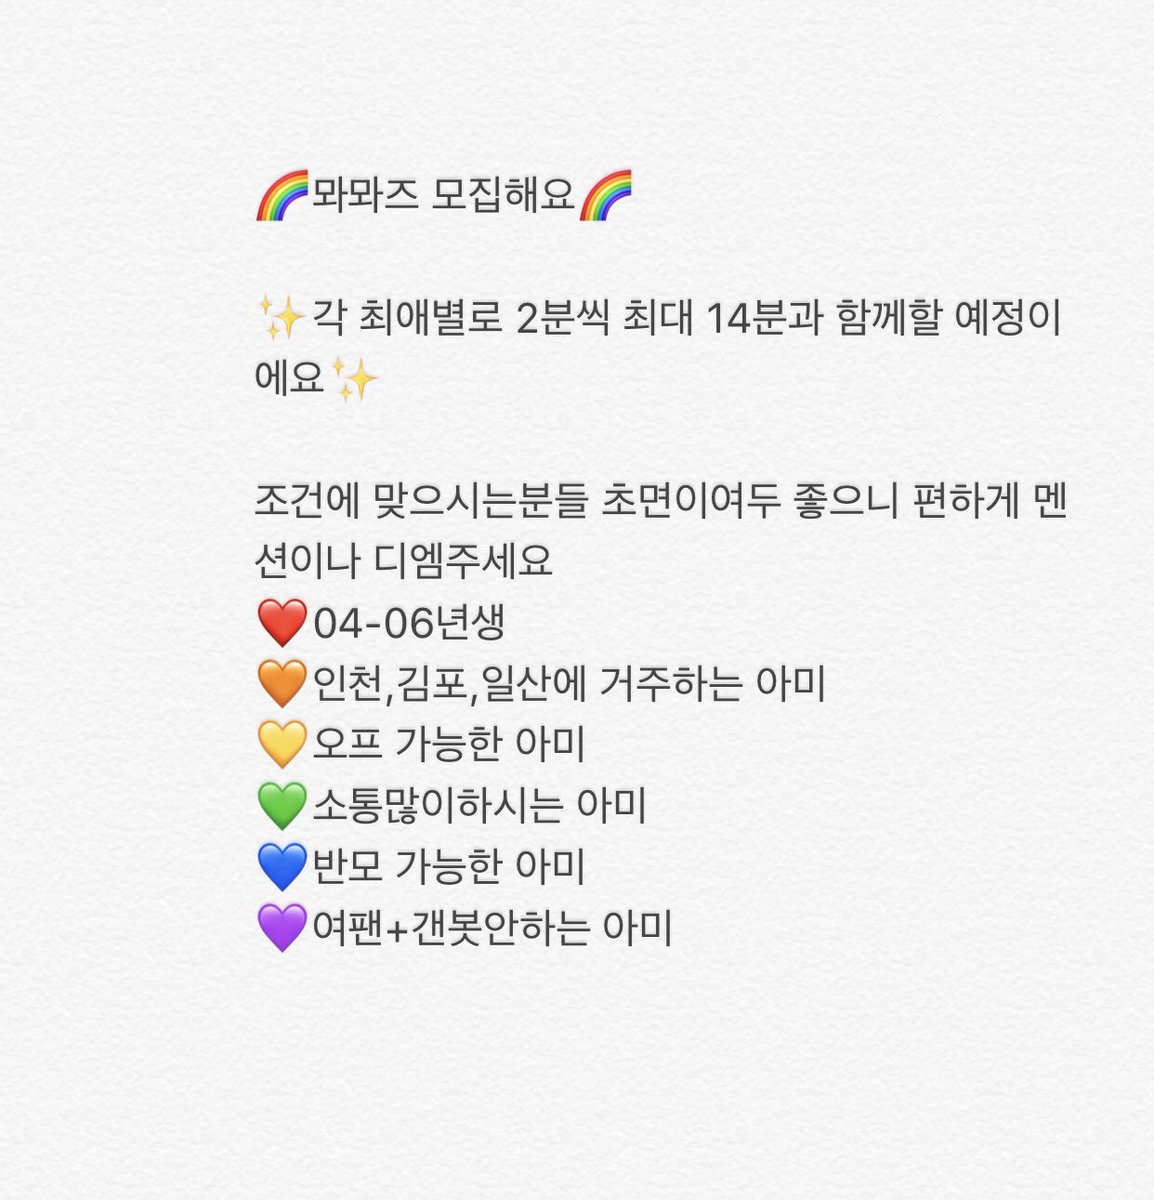 🌈뫄뫄즈 모집해요🌈
✨각 최애별로 2분씩 최대 14분과 함께할 예정이
에요✨
조건에 맞으시는분들 초면이여두 좋으니 편하게 멘
션이나 디엠주세요
❤️04-06년생
🧡인천,김포,일산에 거주하는 아미
💛오프 가능한 아미
💚소통많이하시는 아미
💙반모 가능한 아미
💜여팬+갠봇안하는 아미